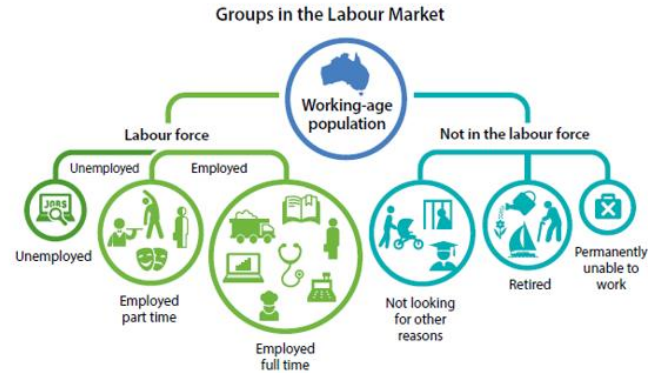 Groups in the Labour Market
Working-age
population
Labour force
Not in the labour force
Unemployed
Employed
JOBS
Unemployed
Employed
part time
Employed
full time
Not looking
for other
reasons
Retired
Permanently
unable to
work